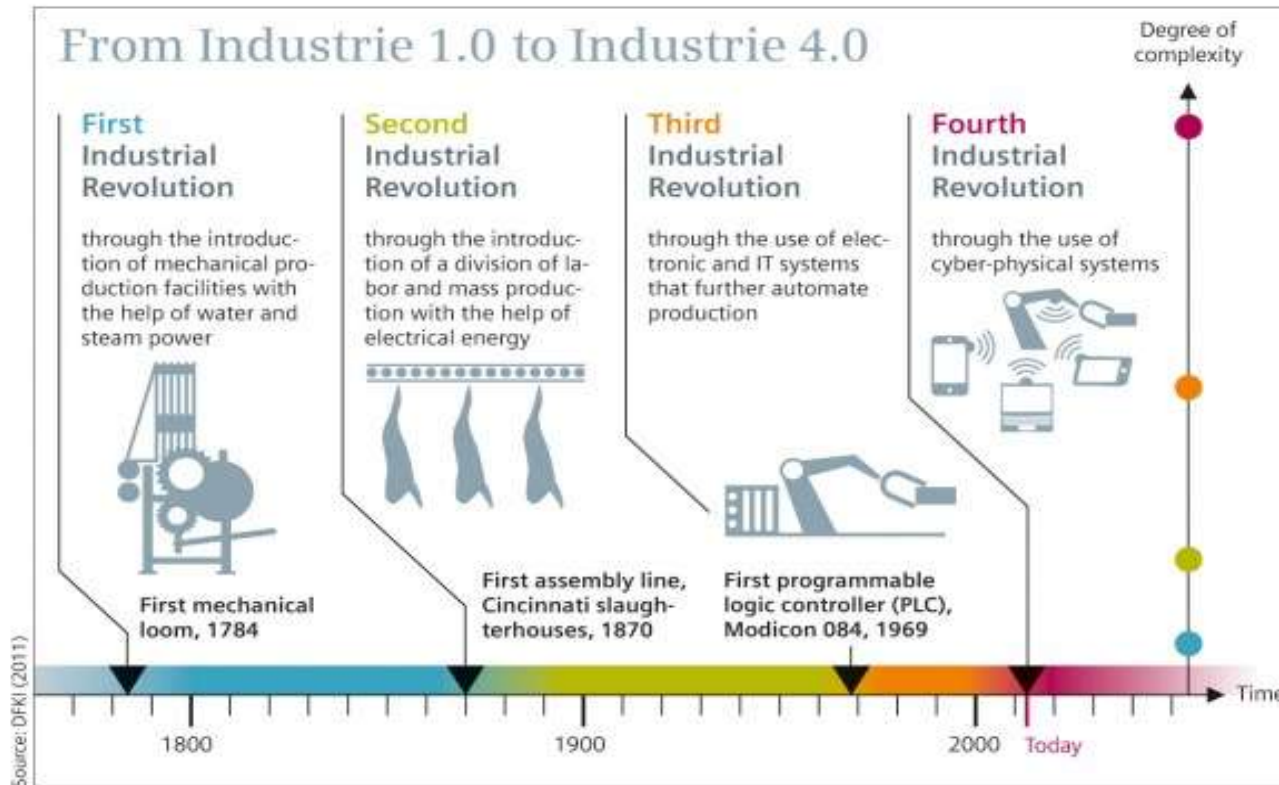 From Industrie 1.0 to Industrie 4.0
Degree of
complexity
First
Industrial
Revolution
through the introduc-
tion of mechanical pro-
duction facilities with
the help of water and
steam power
First mechanical
loom, 1784
Second
Industrial
Revolution
through the introduc-
tion of a division of la-
bor and mass produc-
tion with the help of
electrical energy
First assembly line,
Cincinnati slaugh-
terhouses, 1870
Third
Industrial
Revolution
through the use of elec-
tronic and IT systems
that further automate
production
First programmable
logic controller (PLC),
Modicon 084, 1969
Fourth
Industrial
Revolution
through the use of
cyber-physical systems
Time
1800
1900
2000
Today
Source: DFKI (2011)